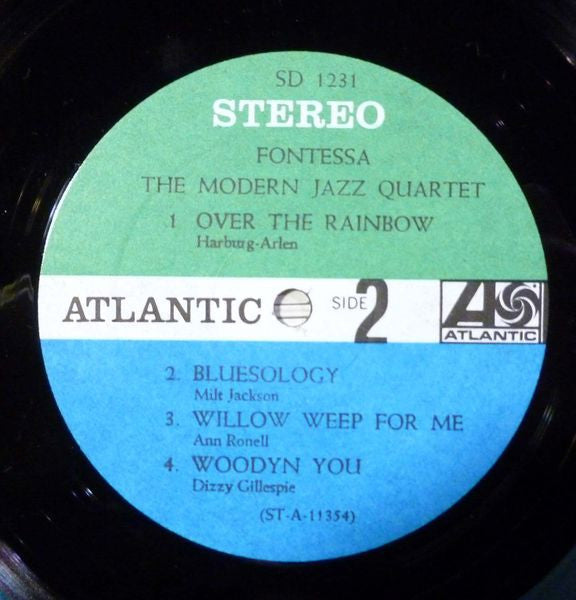 SD 1231
STEREO
FONTESSA
THE MODERN JAZZ QUARTET
1 OVER THE RAINBOW
Harburg-Arlen
ATLANTIC SIDE 2
A
ATLANTIC
2. BLUESOLOGY
Milt Jackson
3. WILLOW WEEP FOR ME
Ann Ronell
4. WOODYN YOU
Dizzy Gillespie
(ST-A-11354)